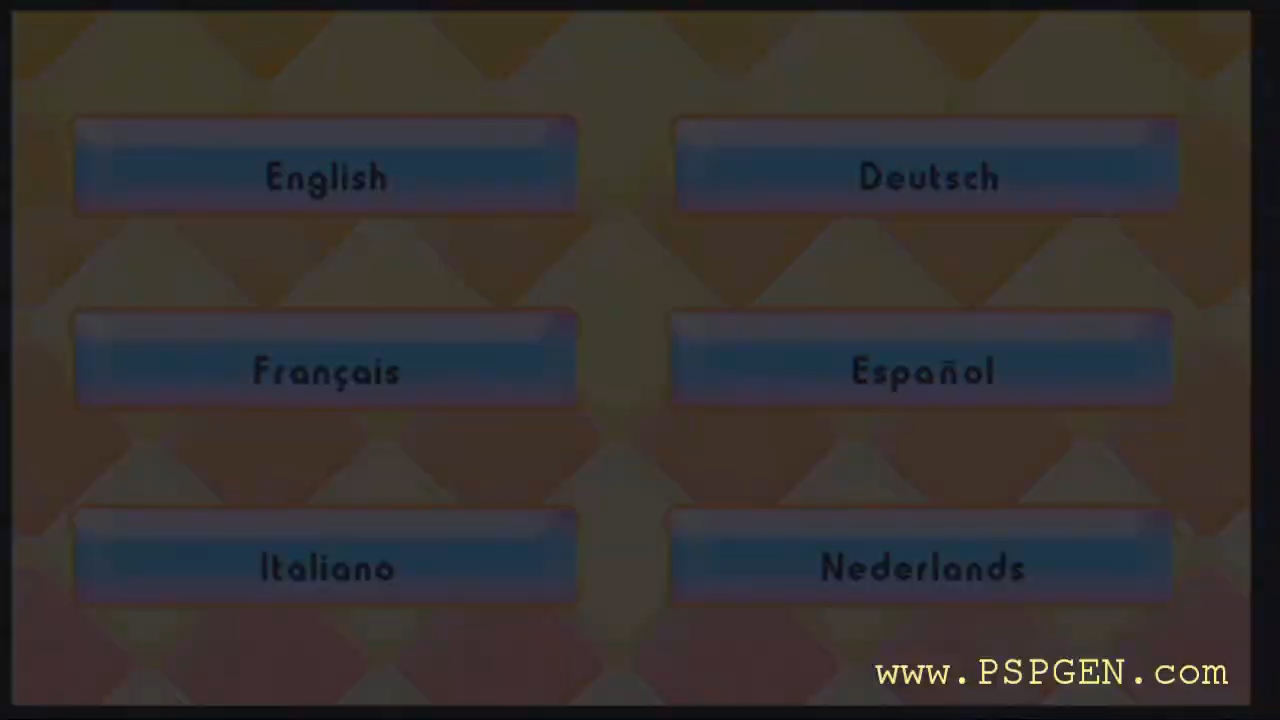 English
Deutsch
Français
Español
Italiano
Nederlands
www.PSPGEN.com